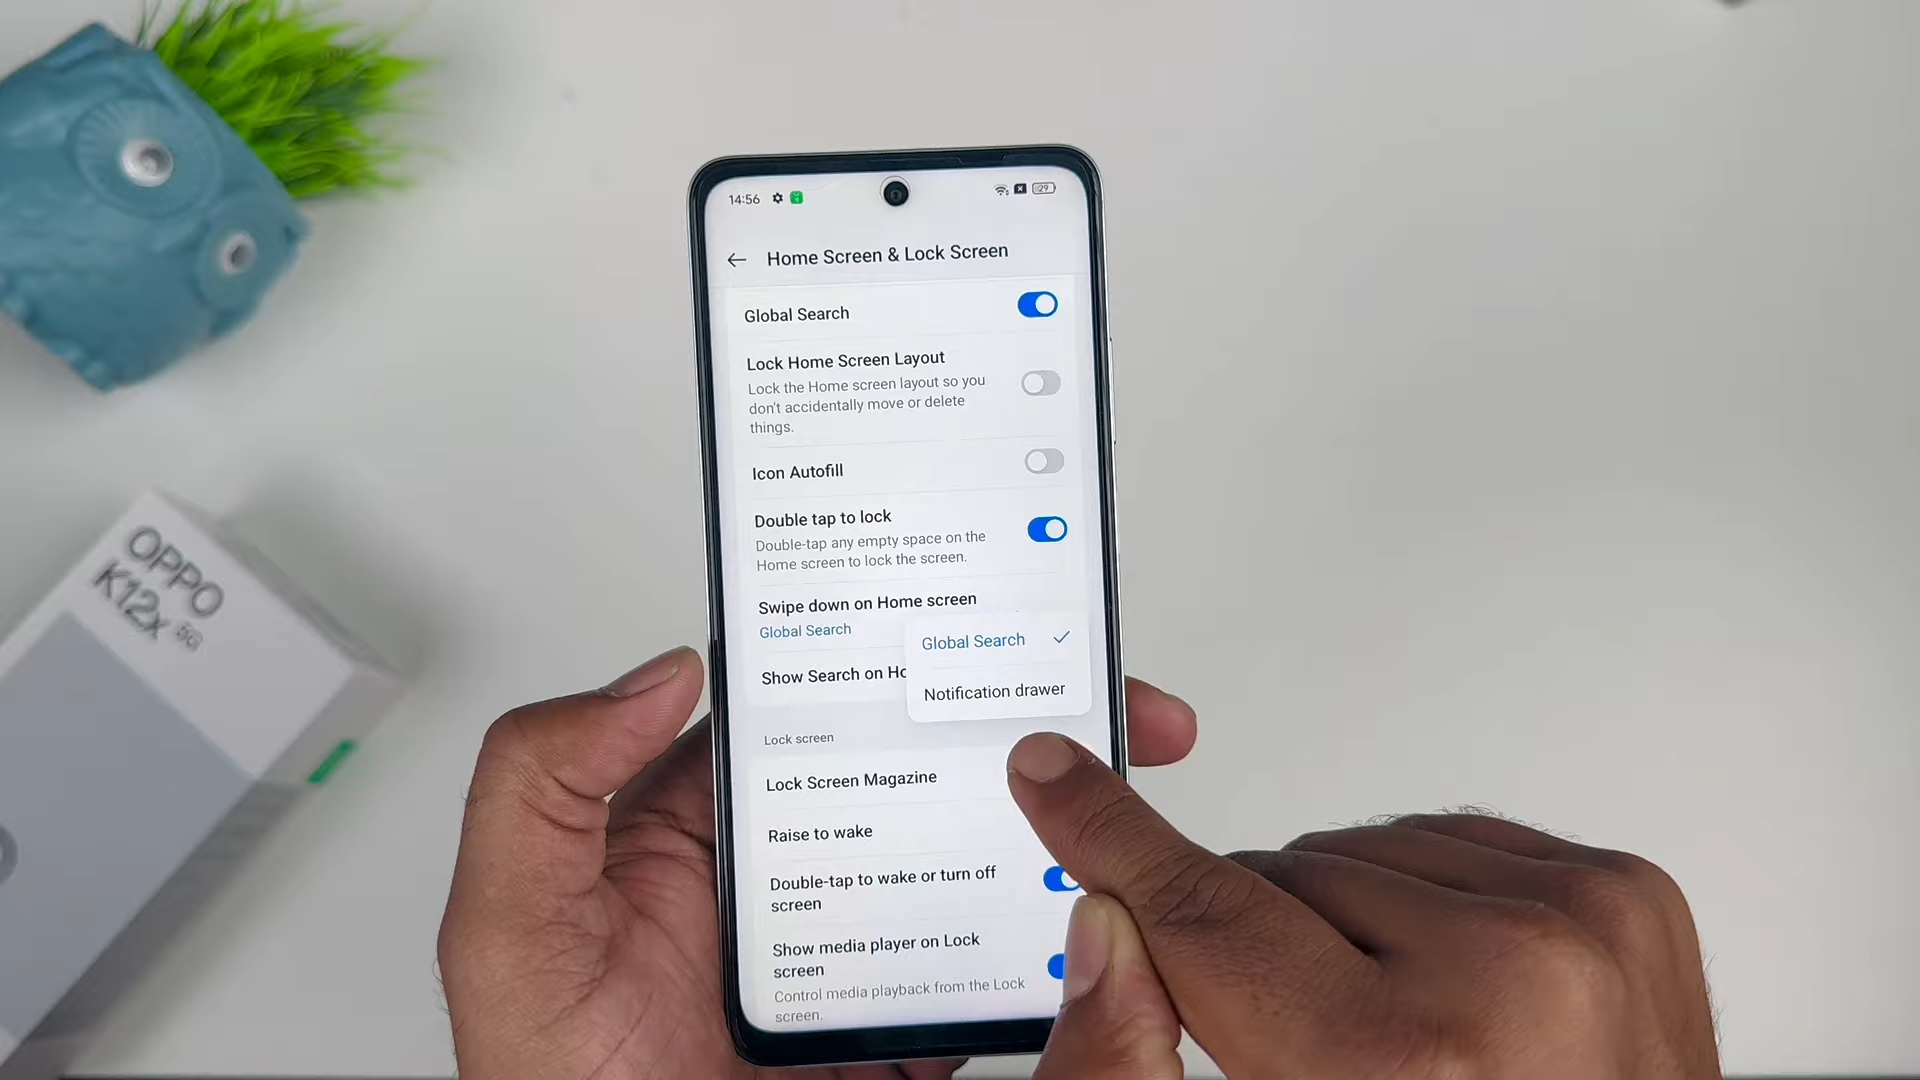 14:56
29
Home Screen & Lock Screen
Global Search
Lock Home Screen Layout
Lock the Home screen layout so you
don't accidentally move or delete
things.
Icon Autofill
Double tap to lock
Double-tap any empty space on the
Home screen to lock the screen.
Swipe down on Home screen
Global Search
Global Search
Notification drawer
Show Search on Ho
Lock screen
Lock Screen Magazine
Raise to wake
Double-tap to wake or turn off
screen
Show media player on Lock
screen
Control media playback from the Lock
screen.
OPPO
K12x 5G